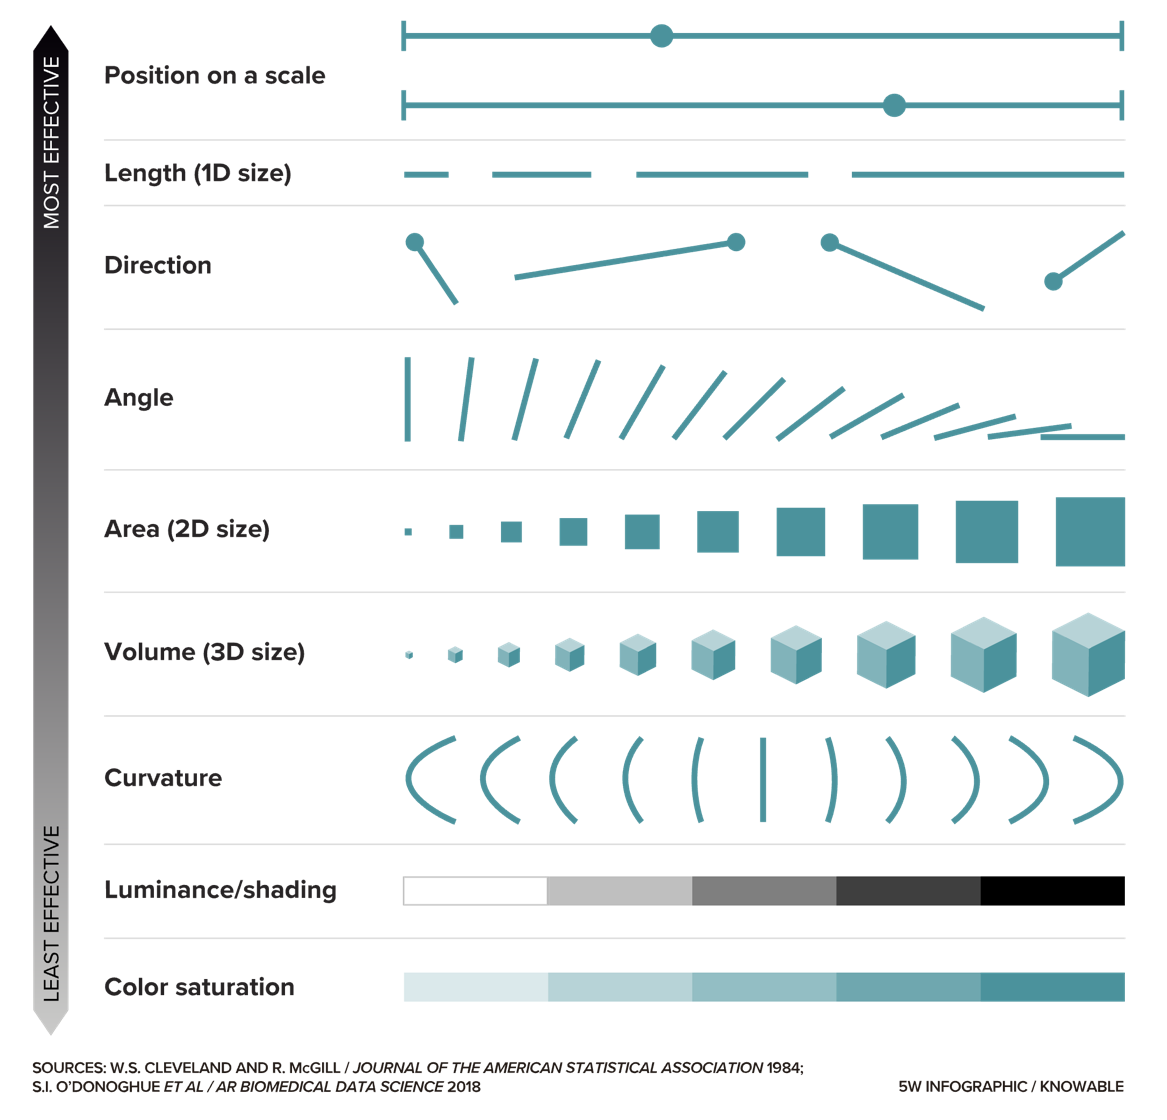 MOST EFFECTIVE
Position on a scale
Length (1D size)
Direction
Angle
Area (2D size)
Volume (3D size)
Curvature
Luminance/shading
Color saturation
LEAST EFFECTIVE
SOURCES: W.S. CLEVELAND AND R. McGILL / JOURNAL OF THE AMERICAN STATISTICAL ASSOCIATION 1984;
S.I. O’DONOGHUE ET AL / AR BIOMEDICAL DATA SCIENCE 2018
5W INFOGRAPHIC / KNOWABLE